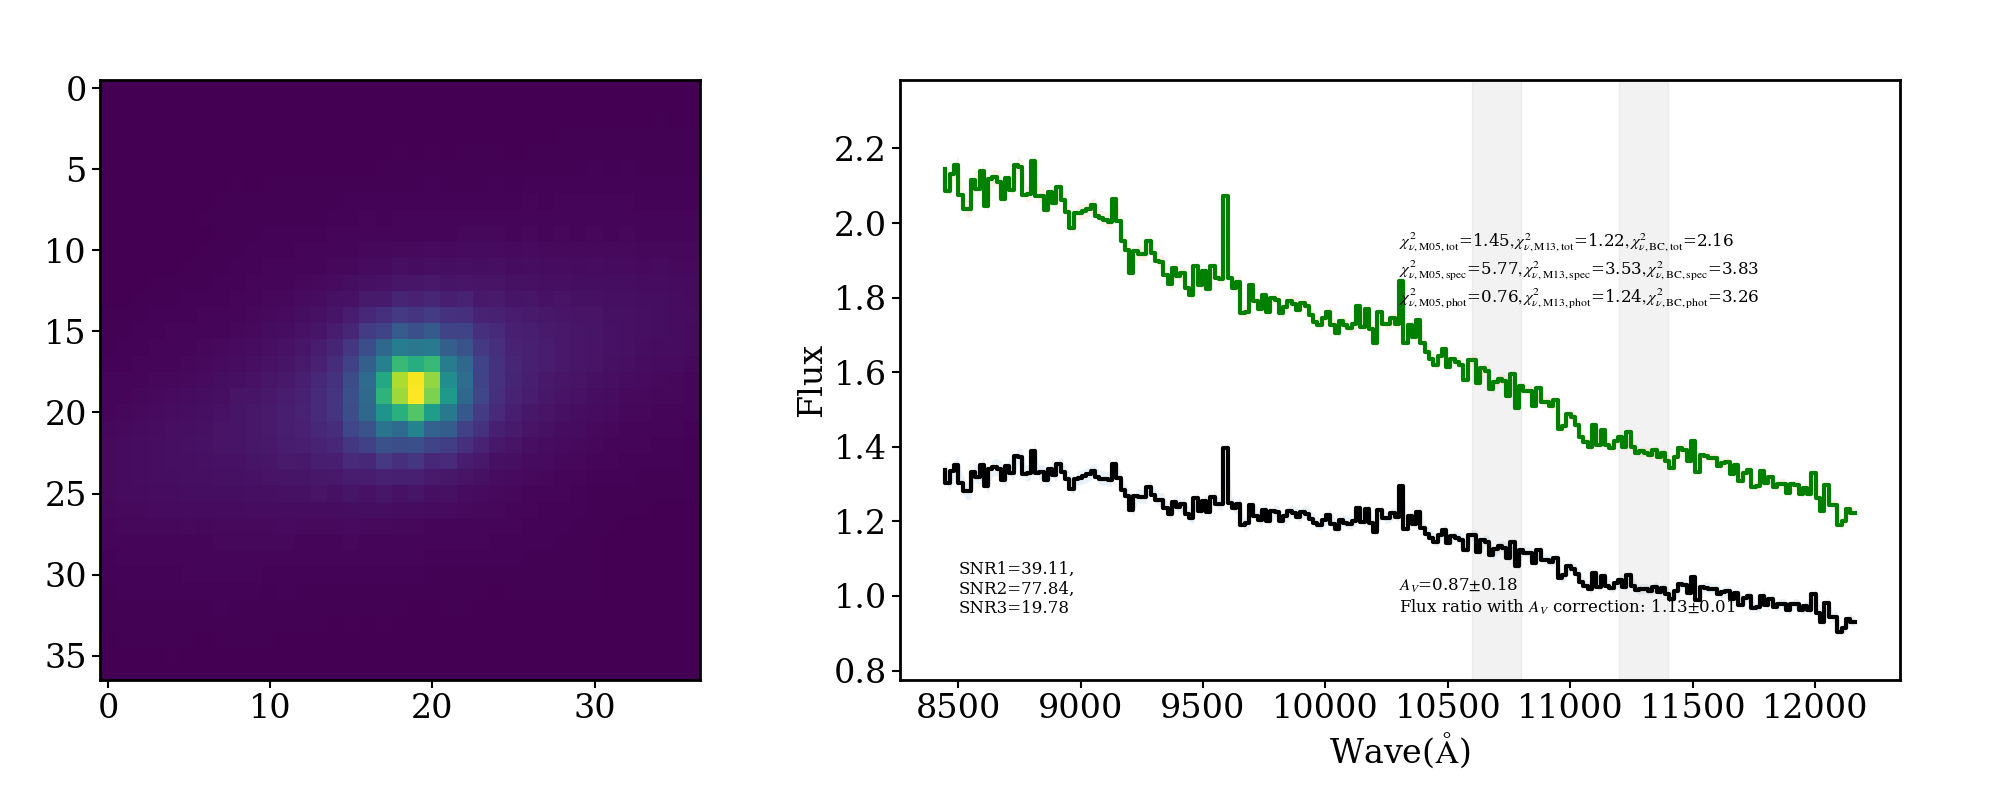 0
5
10
15
20
25
30
35
0 10 20 30
2.2
2.0
1.8
1.6
1.4
1.2
1.0
0.8
Flux
χ²ν,M05,tot=1.45,χ²ν,M13,tot=1.22,χ²ν,BC,tot=2.16
χ²ν,M05,spec=5.77,χ²ν,M13,spec=3.53,χ²ν,BC,spec=3.83
χ²ν,M05,phot=0.76,χ²ν,M13,phot=1.24,χ²ν,BC,phot=3.26
SNR1=39.11,
SNR2=77.84,
SNR3=19.78
AV=0.87±0.18
Flux ratio with AV correction: 1.13±0.01
8500 9000 9500 10000 10500 11000 11500 12000
Wave(Å)